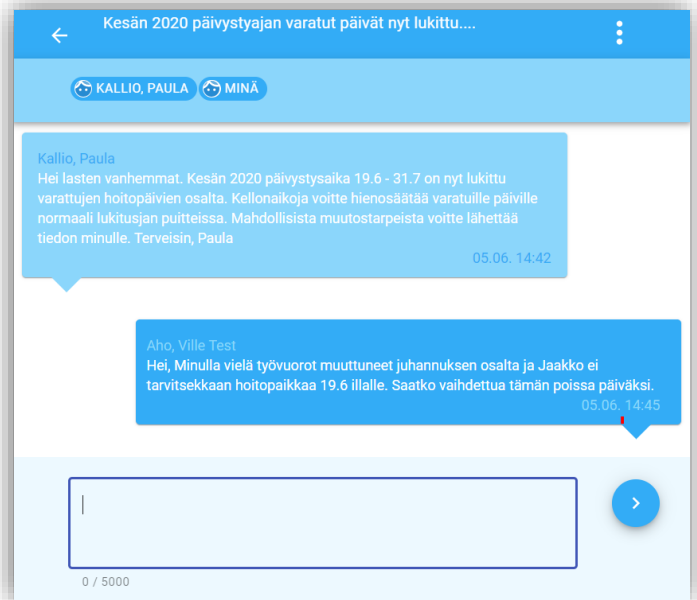 Kesän 2020 päivystyajan varatut päivät nyt lukittu....
KALLIO, PAULA MINÄ
Kallio, Paula
Hei lasten vanhemmat. Kesän 2020 päivystysaika 19.6 - 31.7 on nyt lukittu
varattujen hoitopäivien osalta. Kellonaikoja voitte hienosäätää varatuille päiville
normaali lukitusjan puitteissa. Mahdollisista muutostarpeista voitte lähettää
tiedon minulle. Terveisin, Paula
05.06. 14:42
Aho, Ville Test
Hei, Minulla vielä työvuorot muuttuneet juhannuksen osalta ja Jaakko ei
tarvitsekkaan hoitopaikkaa 19.6 illalle. Saatko vaihdettua tämän poissa päiväksi.
05.06. 14:45
0 / 5000